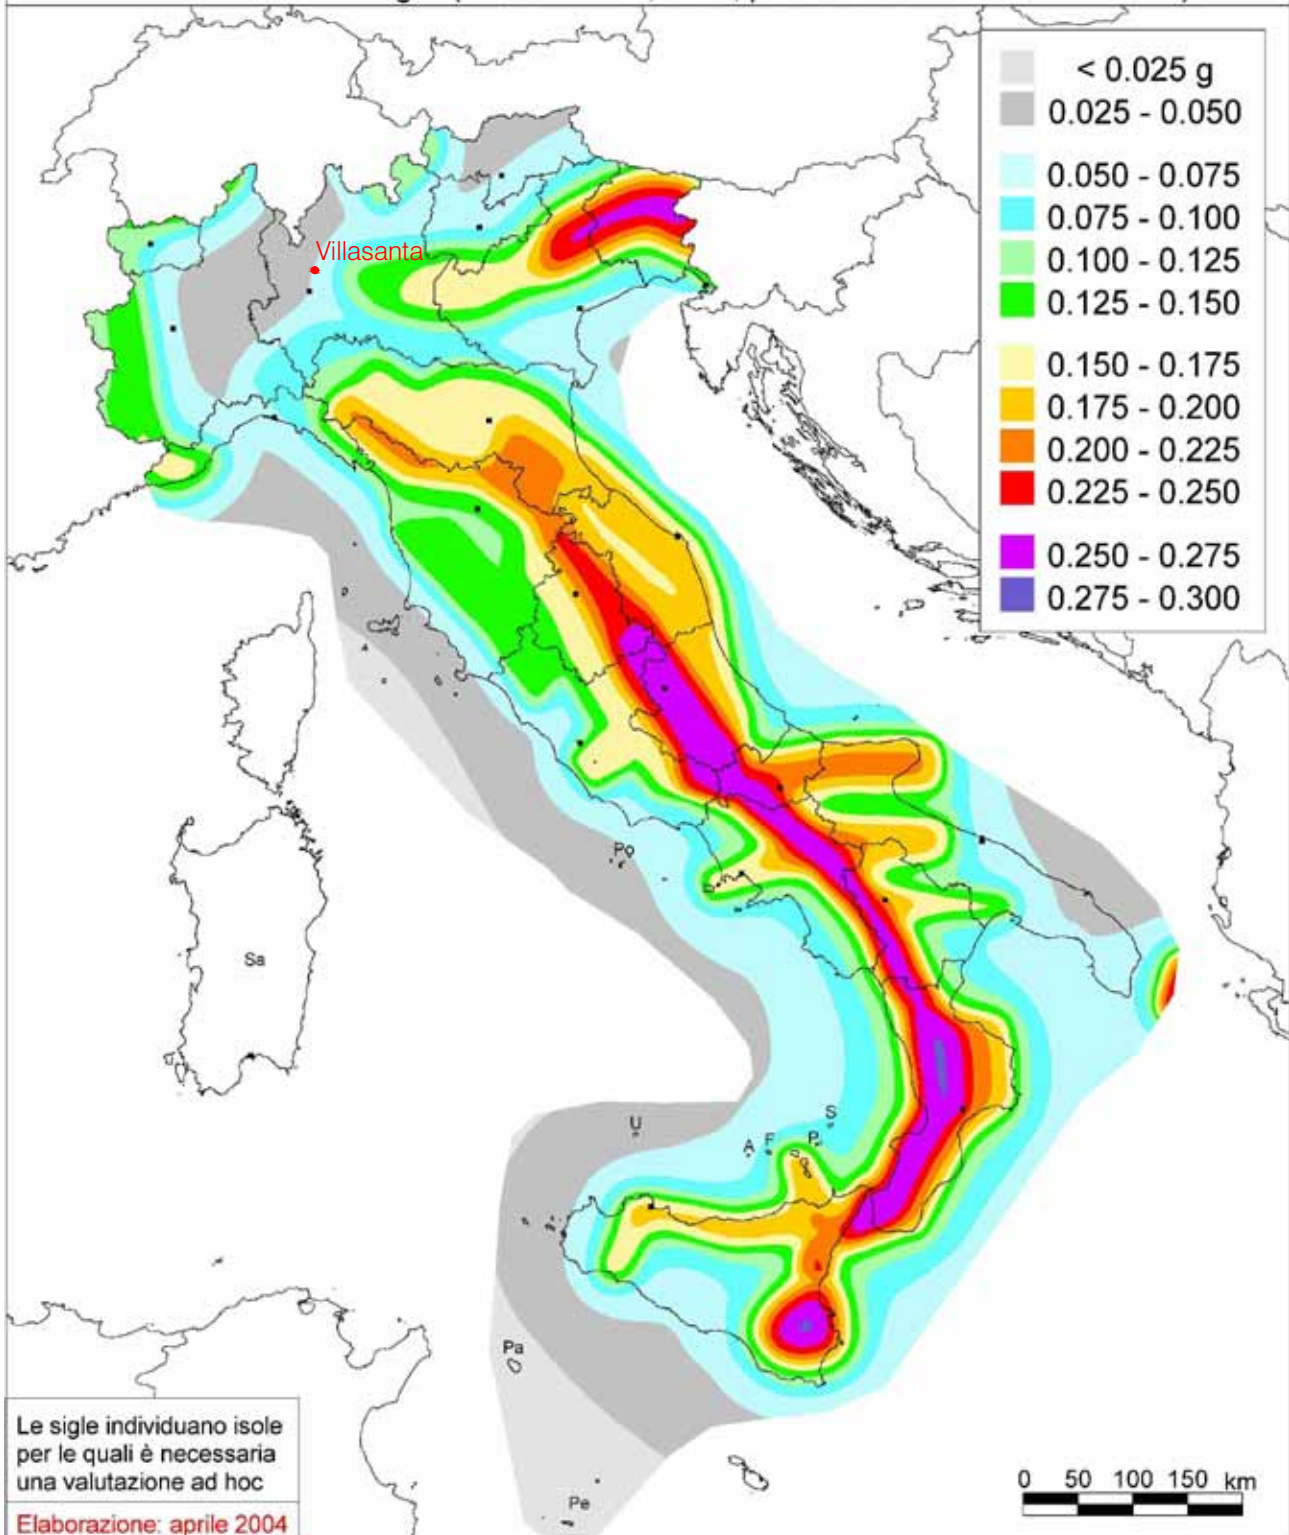 < 0.025 g
0.025 - 0.050
0.050 - 0.075
0.075 - 0.100
0.100 - 0.125
0.125 - 0.150
0.150 - 0.175
0.175 - 0.200
0.200 - 0.225
0.225 - 0.250
0.250 - 0.275
0.275 - 0.300
Villasanta
Po
Sa
U
S
A F P
Pa
Pe
Le sigle individuano isole
per le quali è necessaria
una valutazione ad hoc
Elaborazione: aprile 2004
0 50 100 150 km